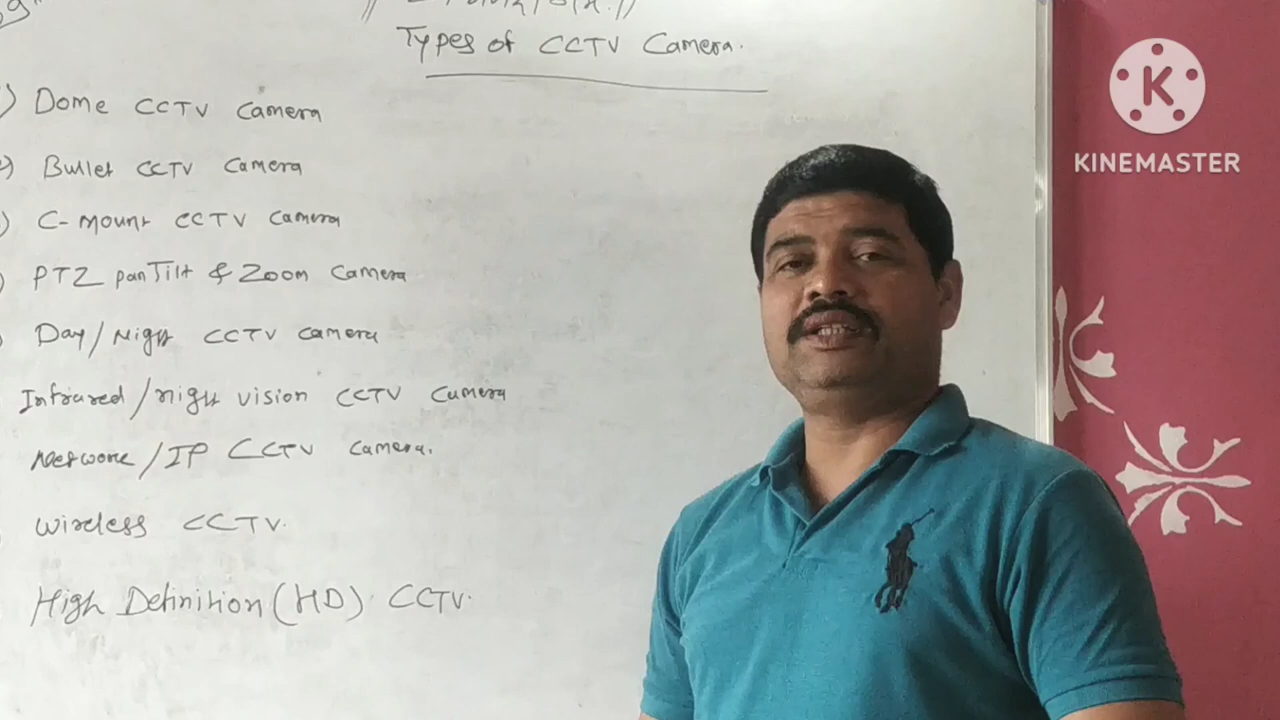 Types of CCTV Camera.
) Dome CCTV Camera
) Bullet CCTV Camera
) C-Mount CCTV Camera
) PTZ panTilt & Zoom Camera
Day/Night CCTV Camera
Infrared/Night vision CCTV Camera
Network/IP CCTV Camera.
Wireless CCTV.
High Definition (HD) CCTV.
K
KINEMASTER